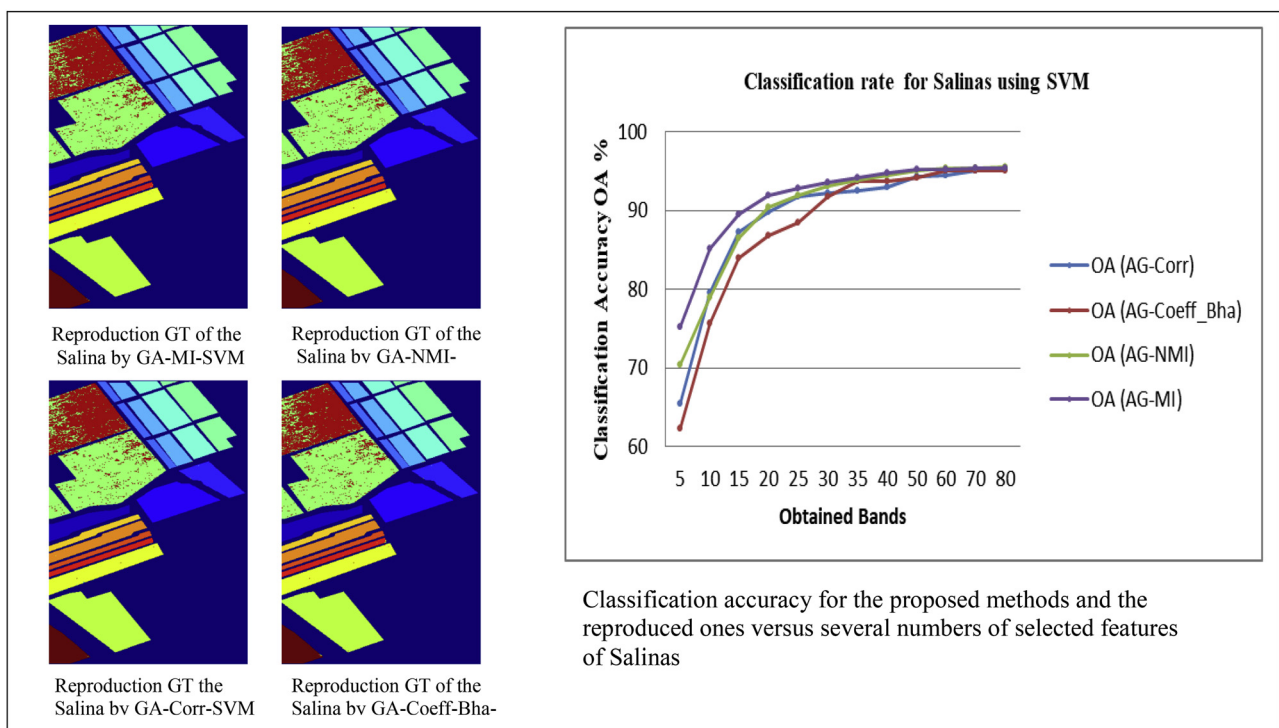 Reproduction GT of the
Salina by GA-MI-SVM
Reproduction GT of the
Salina by GA-NMI-
Reproduction GT the
Salina by GA-Corr-SVM
Reproduction GT of the
Salina by GA-Coeff-Bha-
Classification rate for Salinas using SVM
Classification Accuracy OA %
100
90
80
70
60
5 10 15 20 25 30 35 40 50 60 70 80
Obtained Bands
OA (AG-Corr)
OA (AG-Coeff_Bha)
OA (AG-NMI)
OA (AG-MI)
Classification accuracy for the proposed methods and the
reproduced ones versus several numbers of selected features
of Salinas